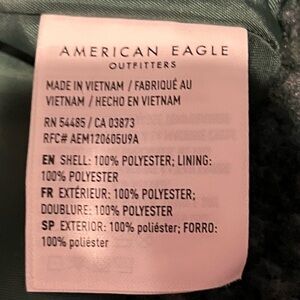 AMERICAN EAGLE
OUTFITTERS
MADE IN VIETNAM / FABRIQUÉ AU
VIETNAM / HECHO EN VIETNAM
RN 54485 / CA 03873
RFC# AEM120605U9A
EN SHELL: 100% POLYESTER; LINING:
100% POLYESTER
FR EXTÉRIEUR: 100% POLYESTER;
DOUBLURE: 100% POLYESTER
SP EXTERIOR: 100% poliéster; FORRO:
100% poliéster